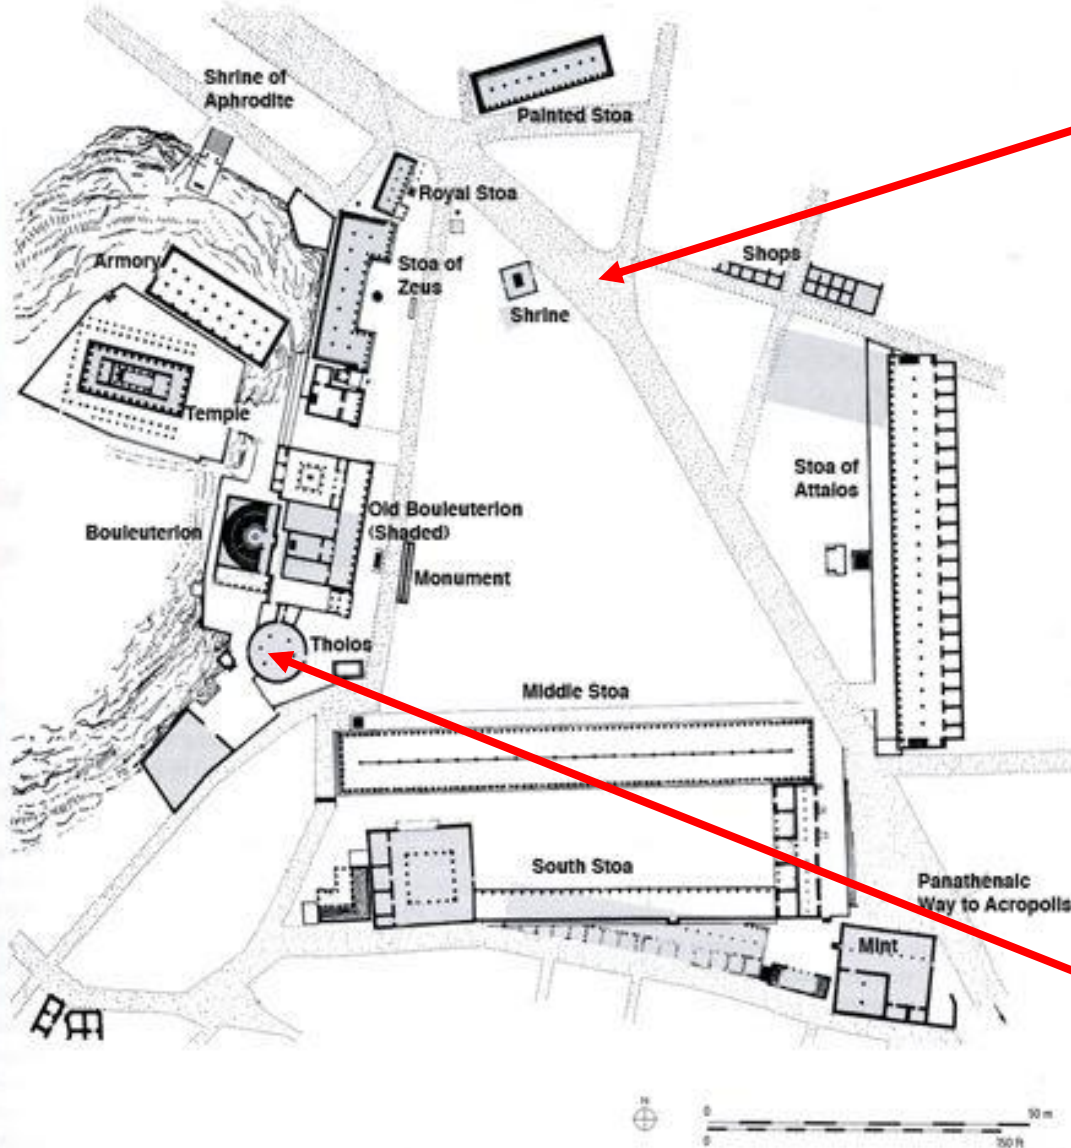 Shrine of
Aphrodite
Painted Stoa
Royal Stoa
Armory
Stoa of
Zeus
Shops
Shrine
Temple
Stoa of
Attalos
Bouleuterion
Old Bouleuterion
(Shaded)
Monument
Tholos
Middle Stoa
South Stoa
Panathenaic
Way to Acropolis
Mint
N
0 50 m
0 150 ft